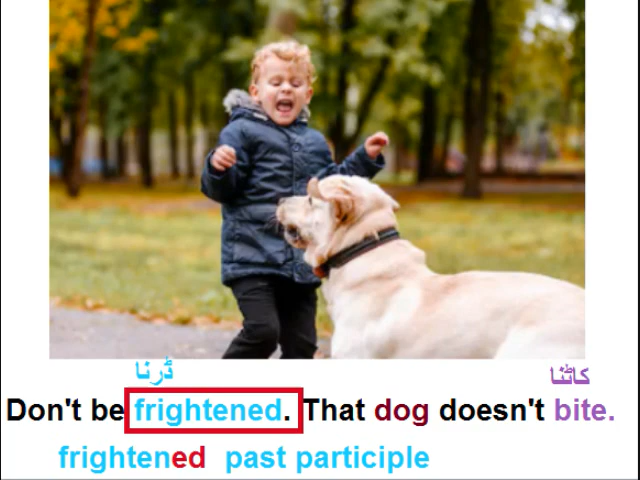 ڈرنا کاٹنا
Don't be frightened. That dog doesn't bite.
frightened past participle